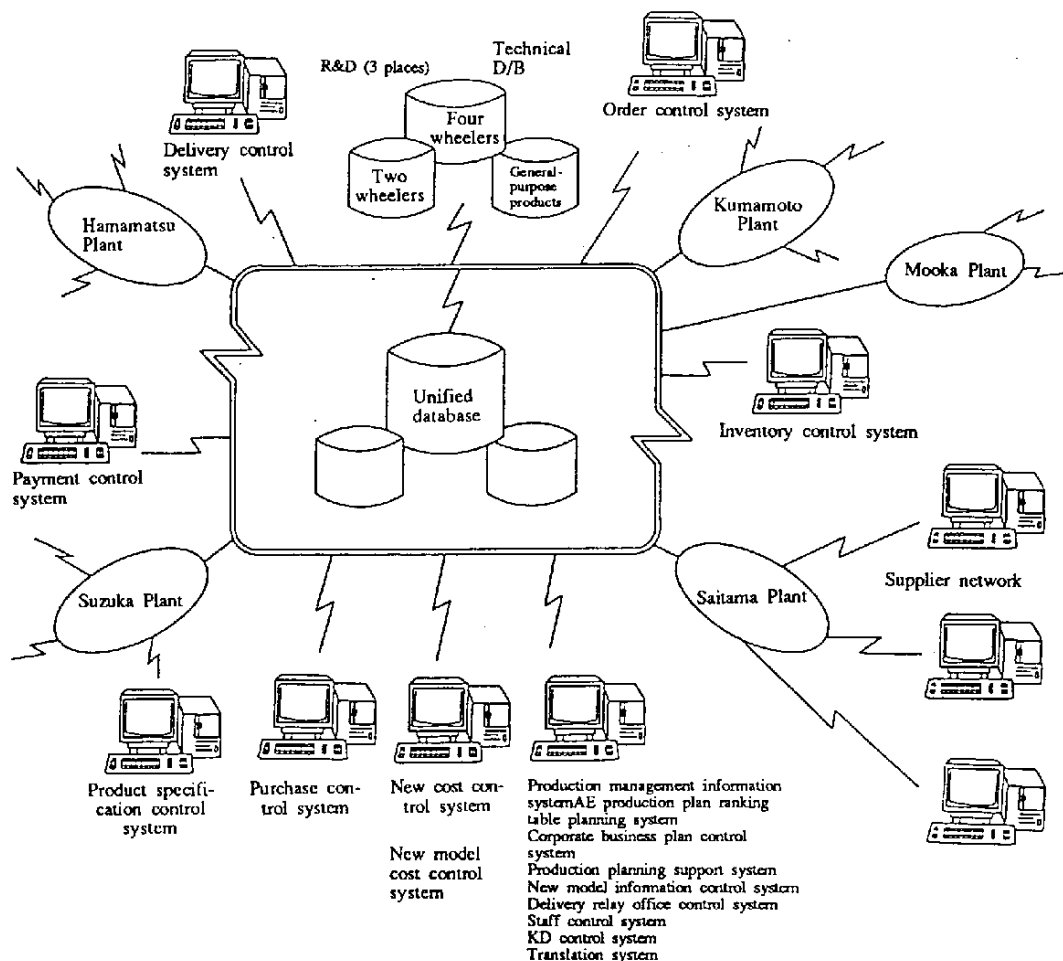 R&D (3 places)
Technical
D/B
Four
wheelers
Two
wheelers
General-
purpose
products
Order control system
Delivery control
system
Hamamatsu
Plant
Kumamoto
Plant
Mooka Plant
Unified
database
Inventory control system
Payment control
system
Suzuka Plant
Saitama Plant
Supplier network
Product specifi-
cation control
system
Purchase con-
trol system
New cost con-
trol system
New model
cost control
system
Production management information
systemAE production plan ranking
table planning system
Corporate business plan control
system
Production planning support system
New model information control system
Delivery relay office control system
Staff control system
KD control system
Translation system